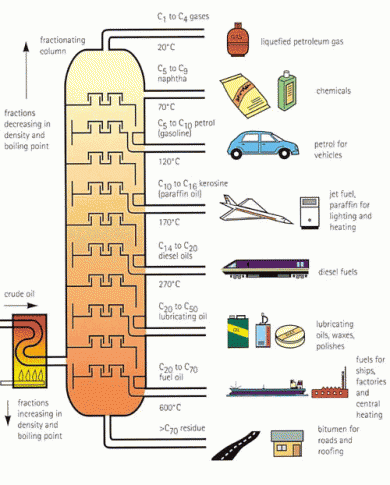 C1 to C4 gases
fractionating
column
20°C
liquefied petroleum gas
C5 to C9
naphtha
chemicals
fractions
decreasing in
density and
boiling point
70°C
C5 to C10 petrol
(gasoline)
petrol for
vehicles
120°C
C10 to C16 kerosine
(paraffin oil)
jet fuel,
paraffin for
lighting and
heating
170°C
C14 to C20
diesel oils
diesel fuels
270°C
crude oil
C20 to C50
lubricating oil
OIL
lubricating
oils, waxes,
polishes
C20 to C70
fuel oil
fuels for
ships,
factories
and
central
heating
600°C
fractions
increasing in
density and
boiling point
>C70 residue
bitumen for
roads and
roofing